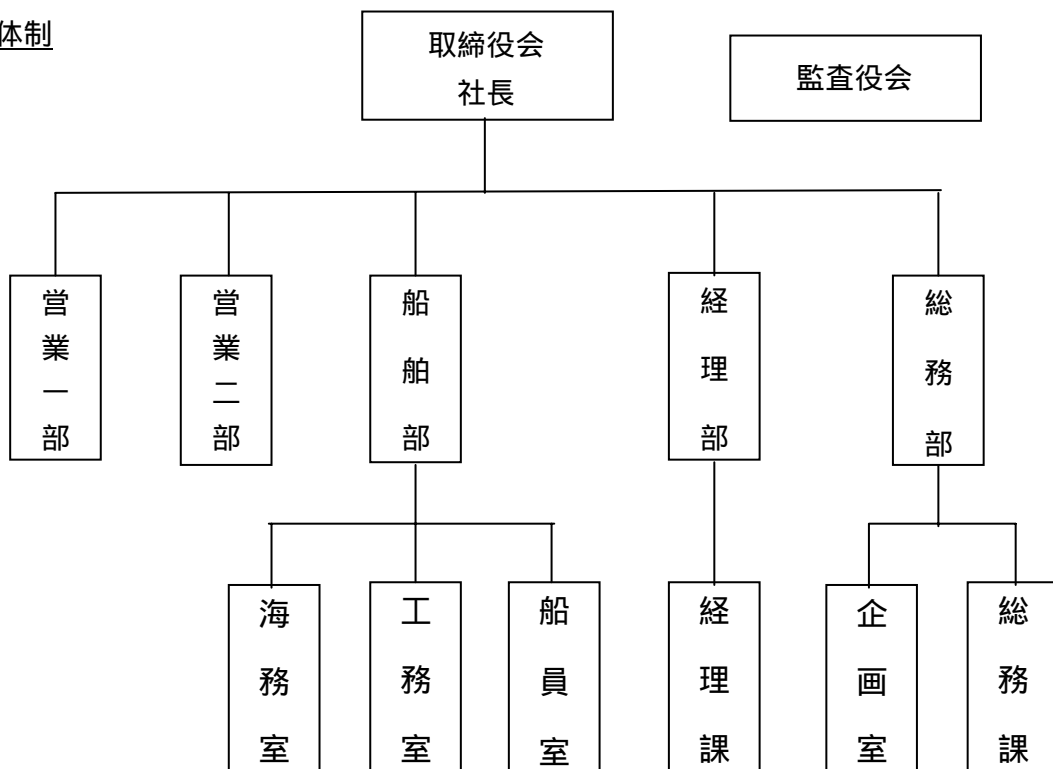 体制
取締役会
社長
監査役会
営業一部
営業二部
船舶部
経理部
総務部
海務室
工務室
船員室
経理課
企画室
総務課